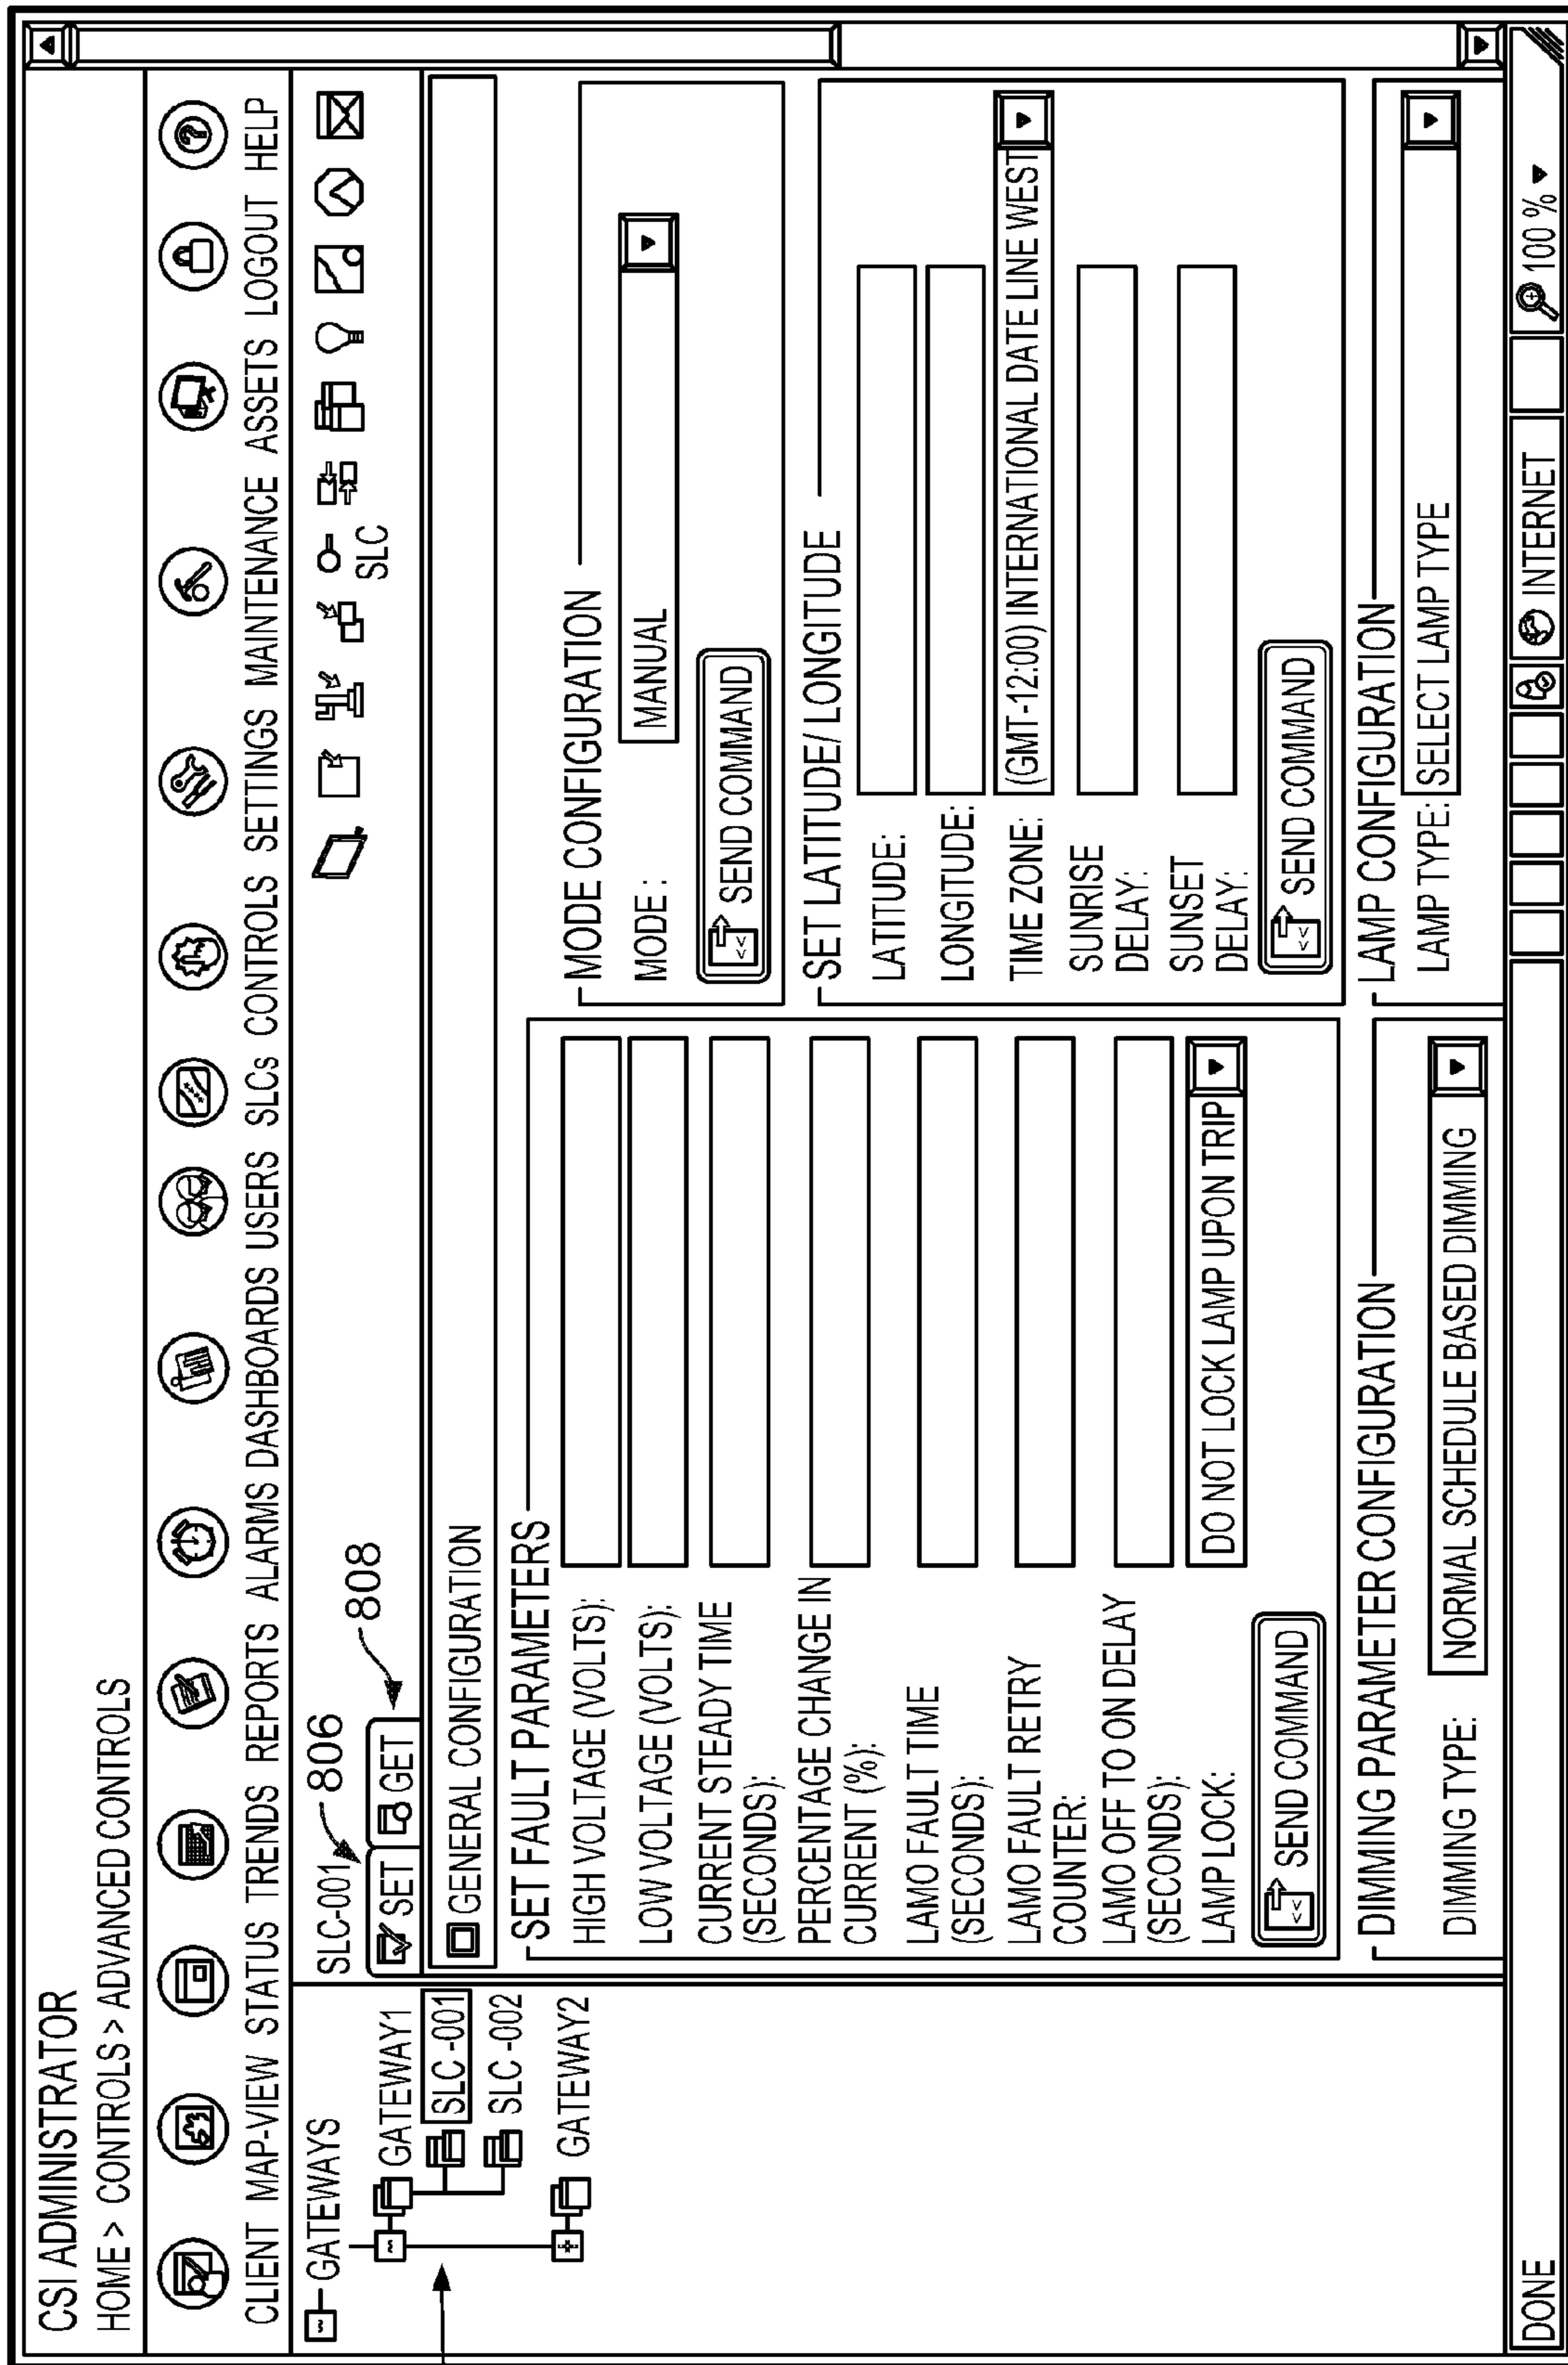 CSI ADMINISTRATOR
HOME > CONTROLS > ADVANCED CONTROLS
CLIENT MAP-VIEW STATUS TRENDS REPORTS ALARMS DASHBOARDS USERS SLCs CONTROLS SETTINGS MAINTENANCE ASSETS LOGOUT HELP
GATEWAYS
GATEWAY1
SLC-001
SLC-002
GATEWAY2
SLC-001
806
808
SET
GET
SLC
GENERAL CONFIGURATION
SET FAULT PARAMETERS
HIGH VOLTAGE (VOLTS):
LOW VOLTAGE (VOLTS):
CURRENT STEADY TIME
(SECONDS):
PERCENTAGE CHANGE IN
CURRENT (%):
LAMO FAULT TIME
(SECONDS):
LAMO FAULT RETRY
COUNTER:
LAMO OFF TO ON DELAY
(SECONDS):
LAMP LOCK:
DO NOT LOCK LAMP UPON TRIP
<< SEND COMMAND
MODE CONFIGURATION
MODE :
MANUAL
<< SEND COMMAND
SET LATITUDE/ LONGITUDE
LATITUDE:
LONGITUDE:
TIME ZONE:
(GMT-12:00) INTERNATIONAL DATE LINE WEST
SUNRISE
DELAY:
SUNSET
DELAY:
<< SEND COMMAND
DIMMING PARAMETER CONFIGURATION
DIMMING TYPE:
NORMAL SCHEDULE BASED DIMMING
LAMP CONFIGURATION
LAMP TYPE:
SELECT LAMP TYPE
DONE
INTERNET
100 %